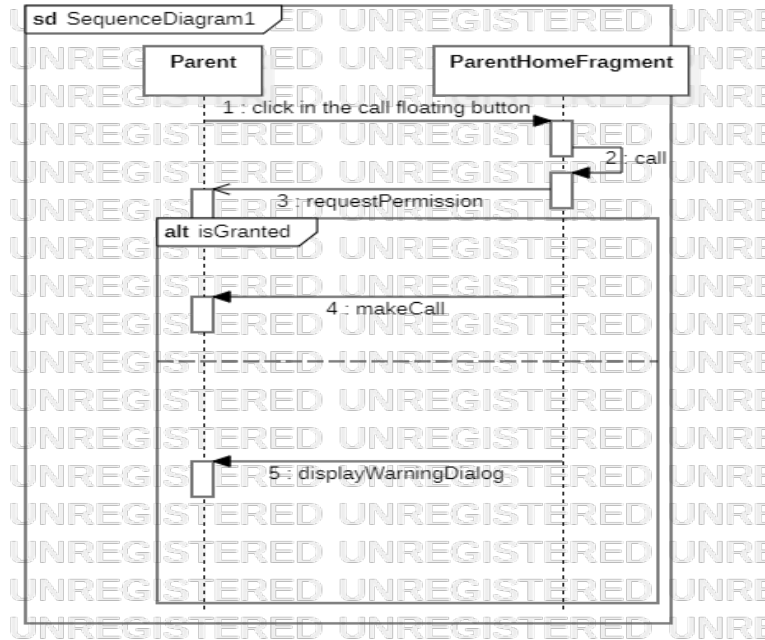 sd SequenceDiagram1
Parent
ParentHomeFragment
1 : click in the call floating button
2 : call
3 : requestPermission
alt isGranted
4 : makeCall
5 : displayWarningDialog
UNREGISTERED